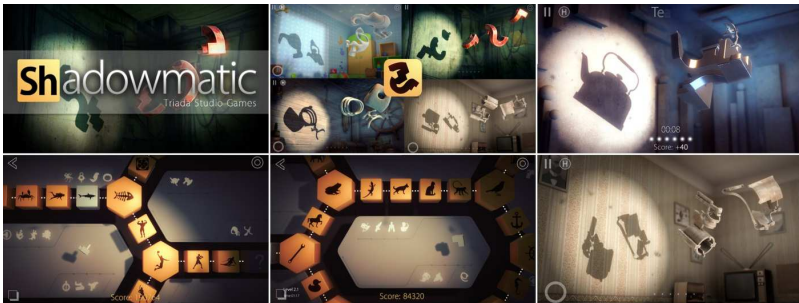 Shadowmatic
Triada Studio Games
Te
00:08
Score: +40
Score: 84320